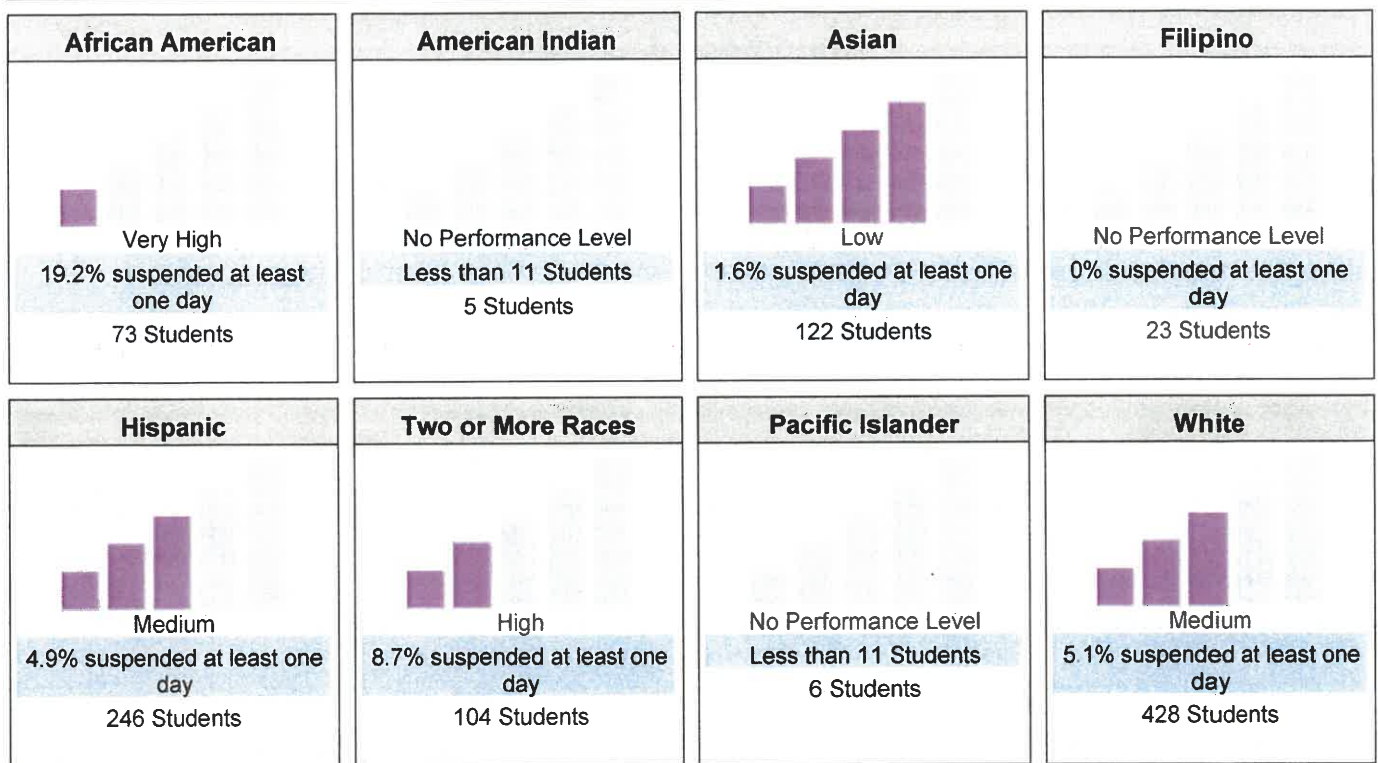 African American
Very High
19.2% suspended at least
one day
73 Students
American Indian
No Performance Level
Less than 11 Students
5 Students
Asian
Low
1.6% suspended at least one
day
122 Students
Filipino
No Performance Level
0% suspended at least one
day
23 Students
Hispanic
Medium
4.9% suspended at least one
day
246 Students
Two or More Races
High
8.7% suspended at least one
day
104 Students
Pacific Islander
No Performance Level
Less than 11 Students
6 Students
White
Medium
5.1% suspended at least one
day
428 Students